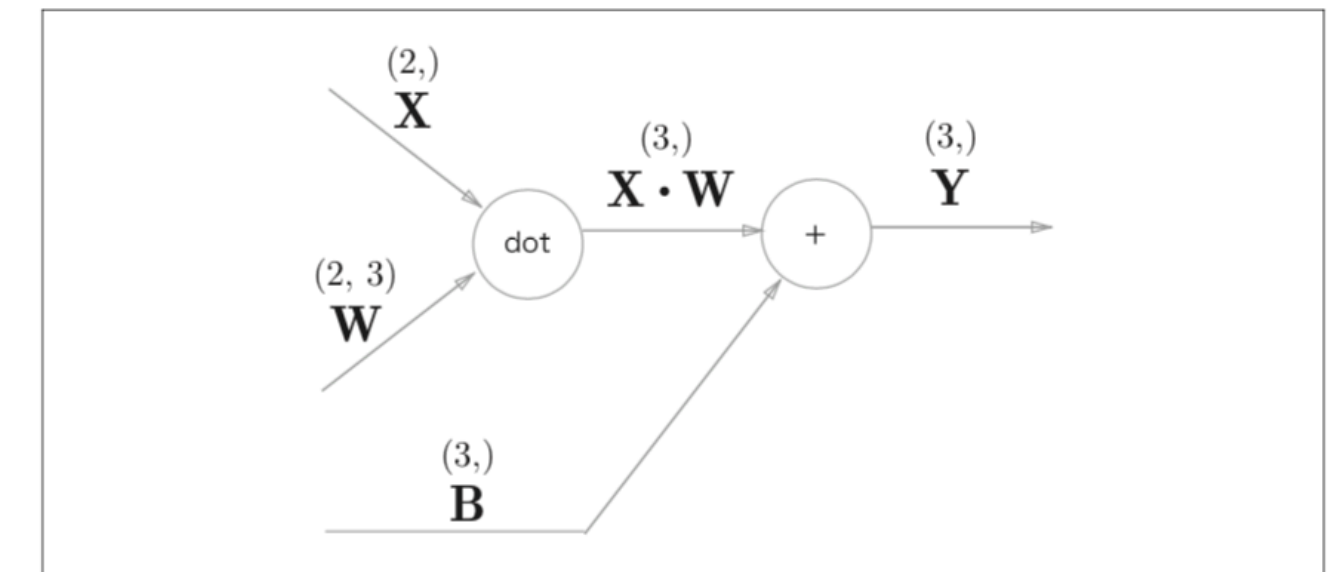 (2,)
X
(3,)
X · W
(3,)
Y
dot
+
(2, 3)
W
(3,)
B